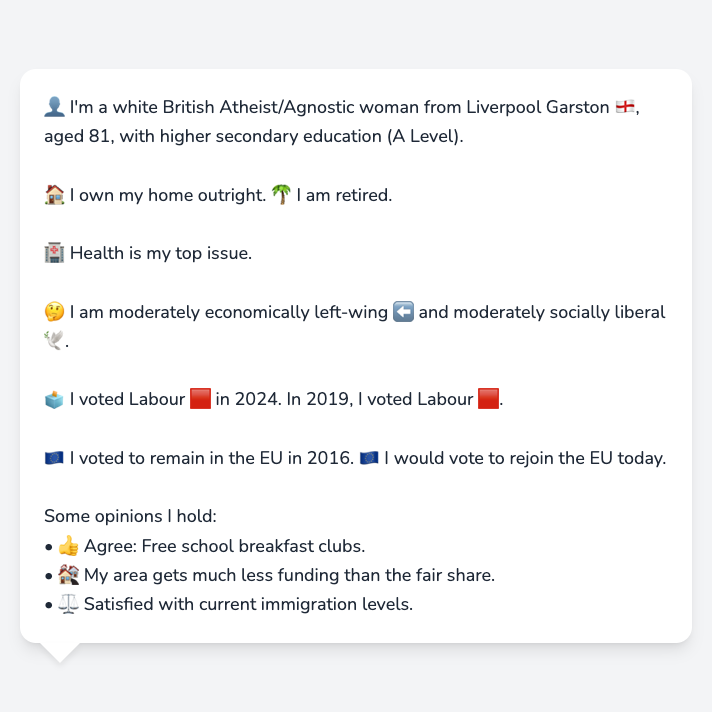 👤 I'm a white British Atheist/Agnostic woman from Liverpool Garston 🏴󠁧󠁢󠁥󠁮󠁧󠁿,
aged 81, with higher secondary education (A Level).
🏠 I own my home outright. 🌴 I am retired.
🏥 Health is my top issue.
🤔 I am moderately economically left-wing ⬅️ and moderately socially liberal
🕊️.
🗳️ I voted Labour 🟥 in 2024. In 2019, I voted Labour 🟥.
🇪🇺 I voted to remain in the EU in 2016. 🇪🇺 I would vote to rejoin the EU today.
Some opinions I hold:
• 👍 Agree: Free school breakfast clubs.
• 🏘️ My area gets much less funding than the fair share.
• ⚖️ Satisfied with current immigration levels.